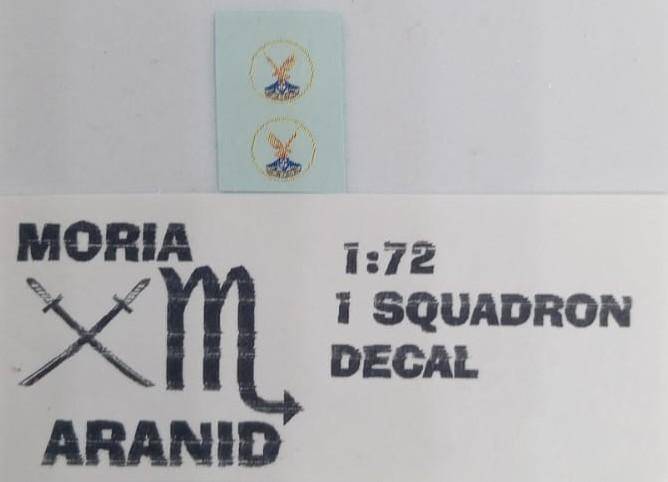 MORIA
ARANID
1:72
1 SQUADRON
DECAL